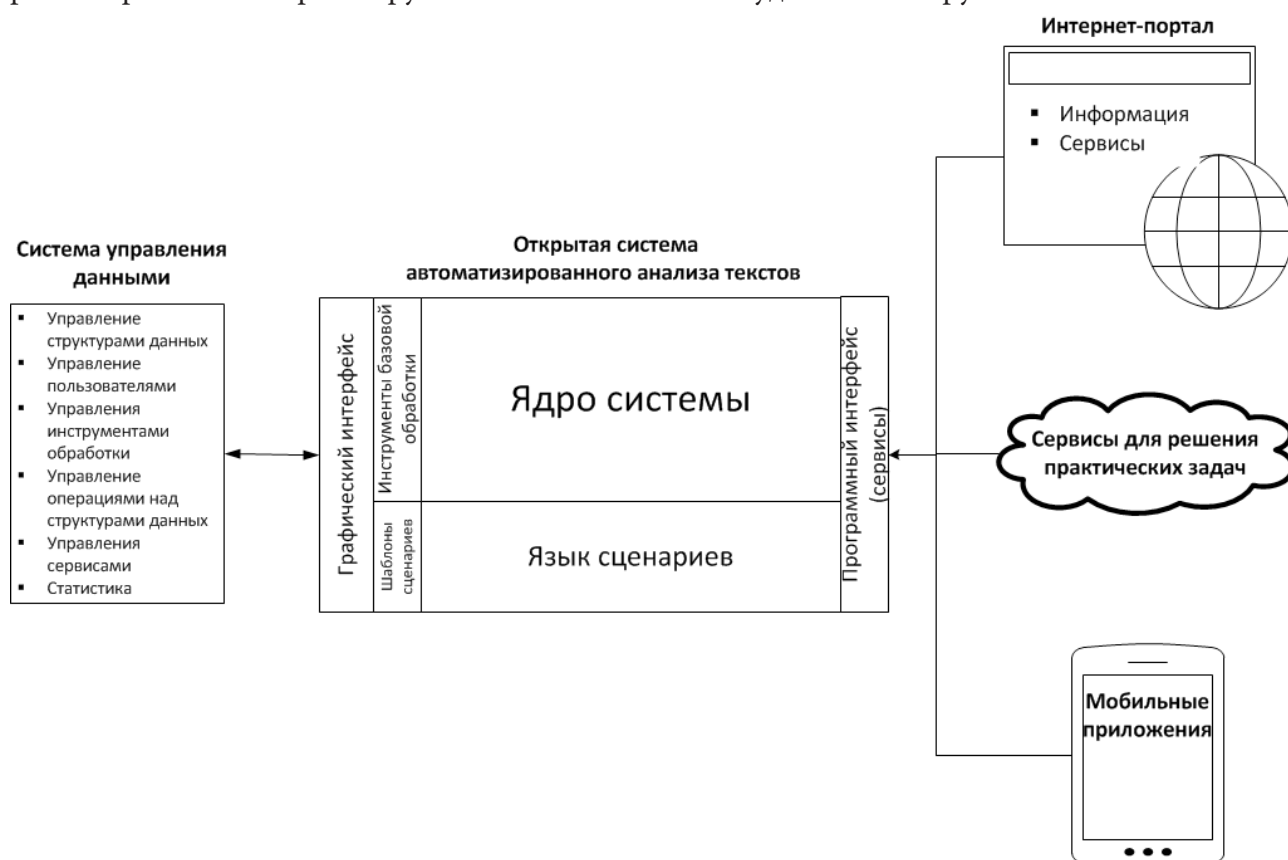 Интернет-портал
▪ Информация
▪ Сервисы
Система управления
данными
▪ Управление
структурами данных
▪ Управление
пользователями
▪ Управления
инструментами
обработки
▪ Управление
операциями над
структурами данных
▪ Управления
сервисами
▪ Статистика
Открытая система
автоматизированного анализа текстов
Графический интерфейс
Инструменты базовой
обработки
Шаблоны
сценариев
Ядро системы
Язык сценариев
Программный интерфейс
(сервисы)
Сервисы для решения
практических задач
Мобильные
приложения